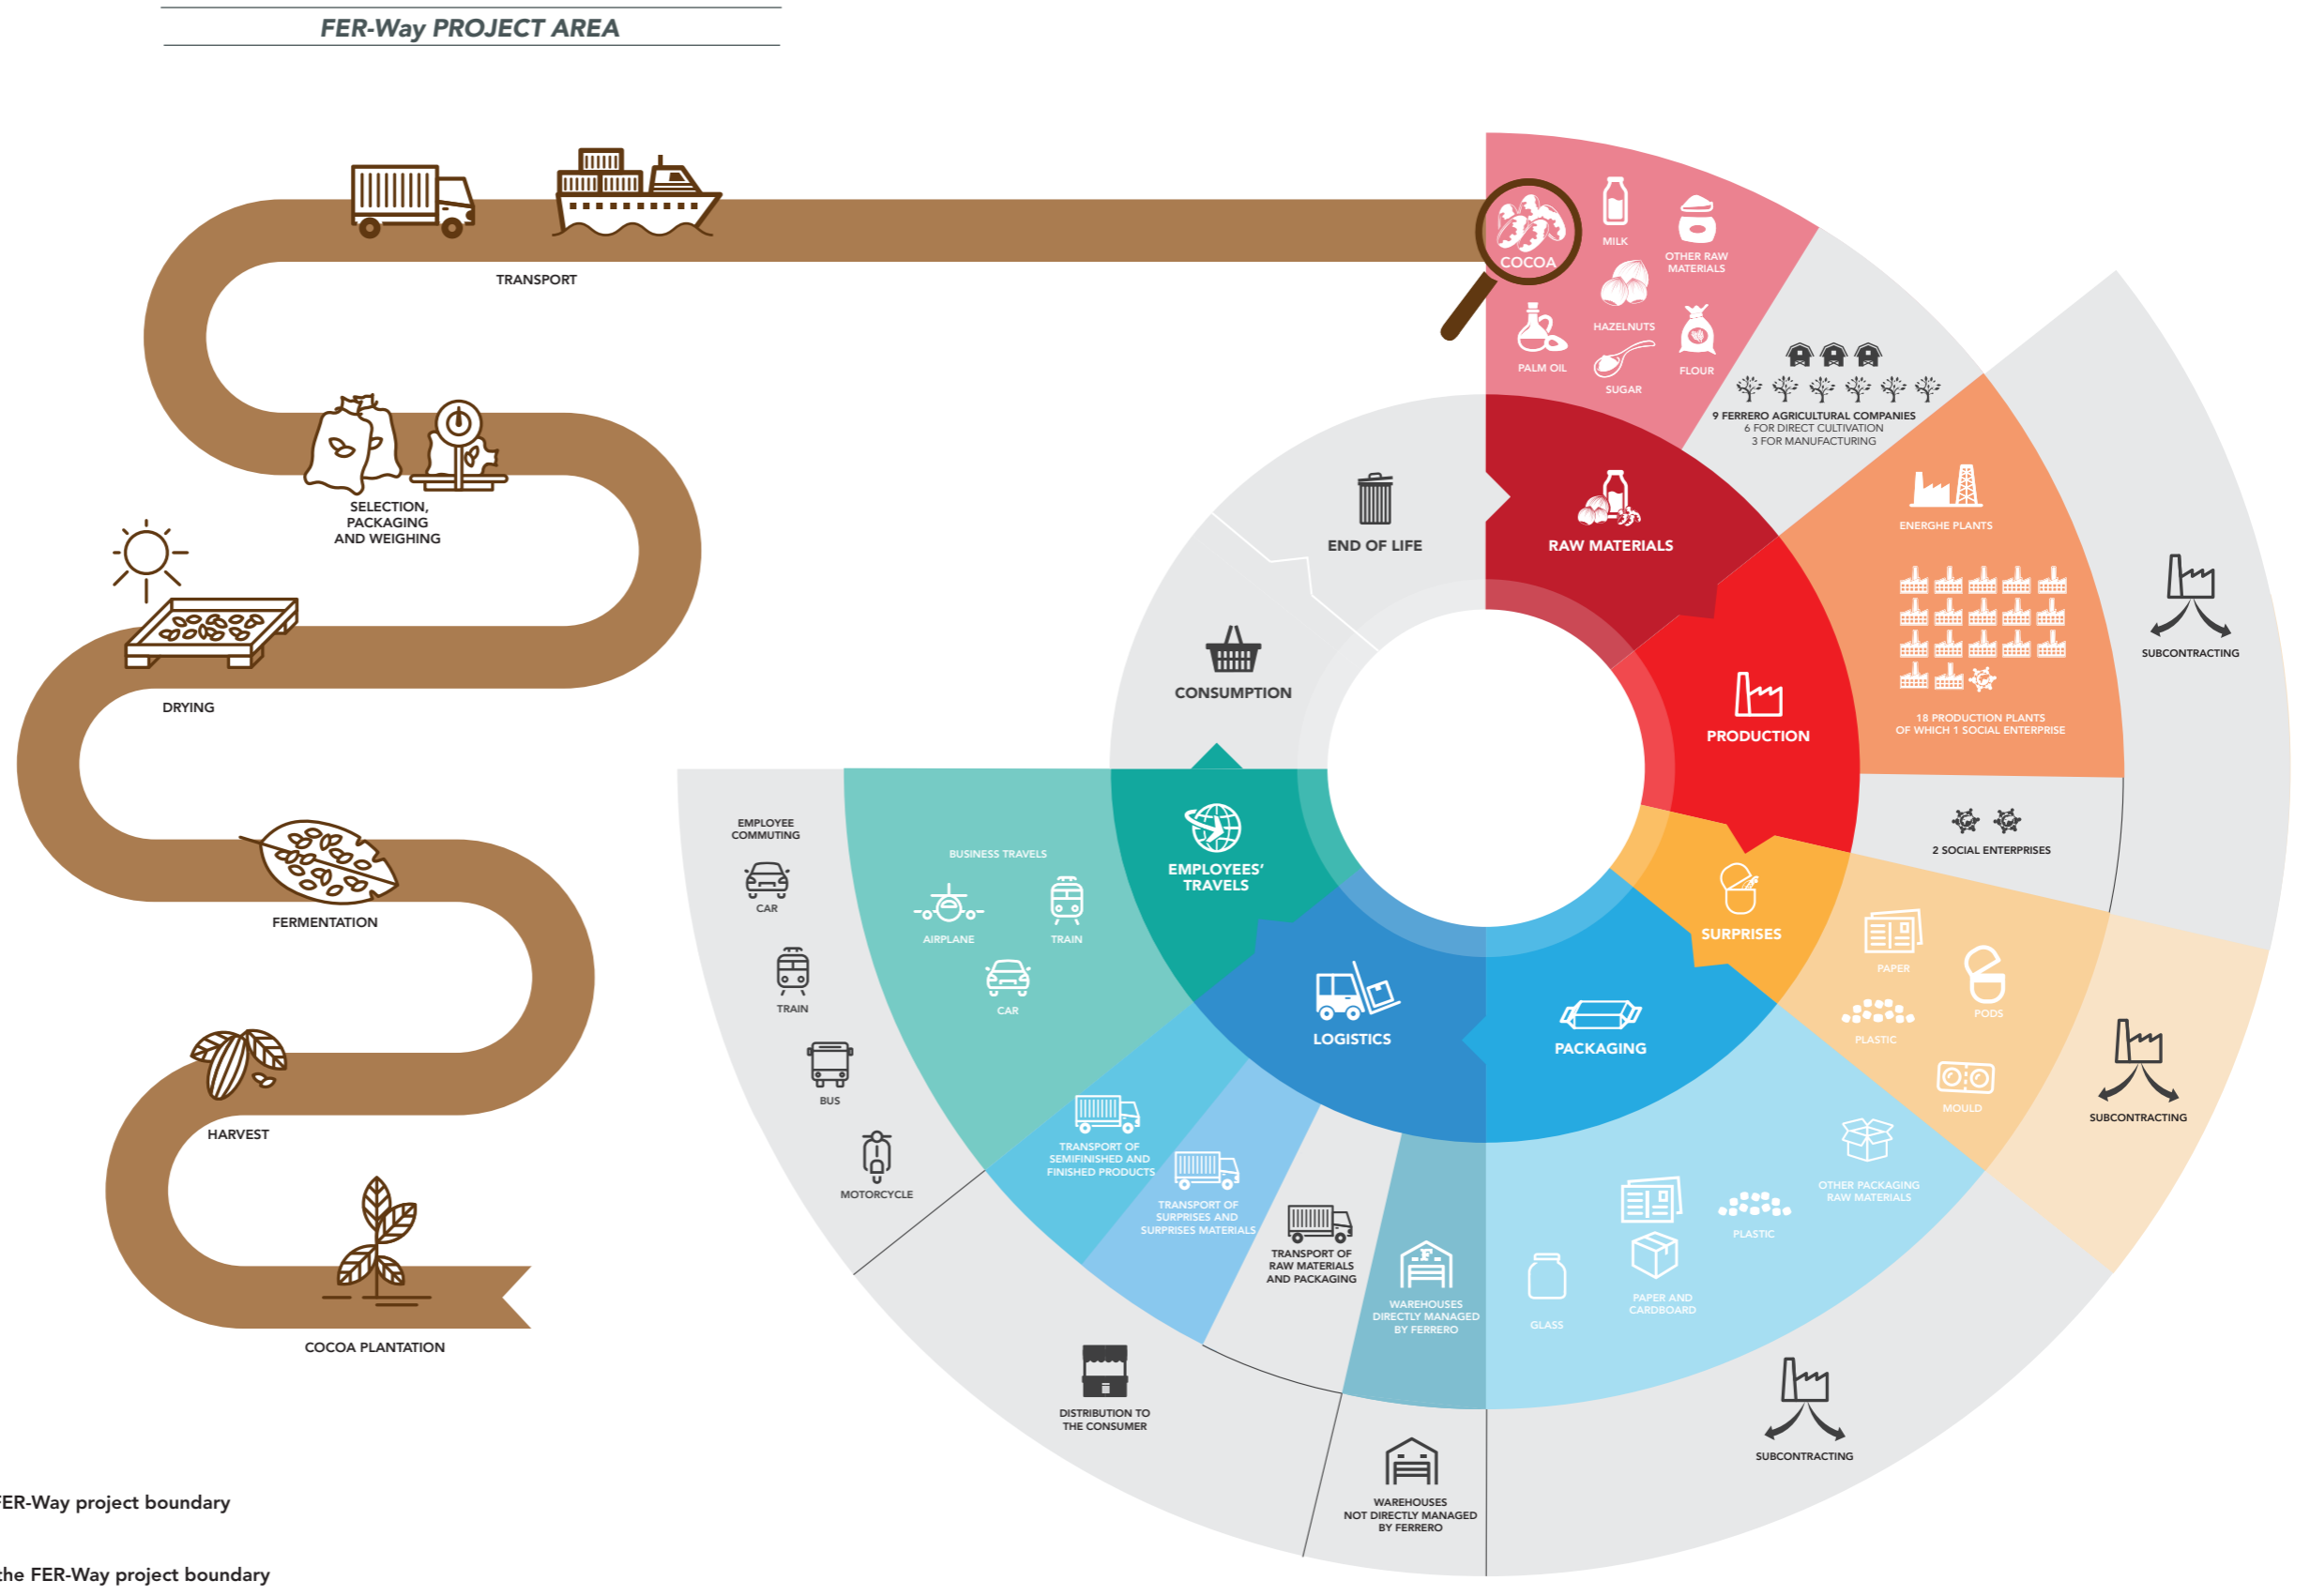 FER-Way PROJECT AREA
TRANSPORT
SELECTION,
PACKAGING
AND WEIGHING
DRYING
FERMENTATION
HARVEST
COCOA PLANTATION
FER-Way project boundary
the FER-Way project boundary
COCOA
MILK
OTHER RAW
MATERIALS
HAZELNUTS
PALM OIL
SUGAR
FLOUR
9 FERRERO AGRICULTURAL COMPANIES
6 FOR DIRECT CULTIVATION
3 FOR MANUFACTURING
END OF LIFE
RAW MATERIALS
ENERGHE PLANTS
18 PRODUCTION PLANTS
OF WHICH 1 SOCIAL ENTERPRISE
SUBCONTRACTING
CONSUMPTION
PRODUCTION
2 SOCIAL ENTERPRISES
EMPLOYEE
COMMUTING
CAR
TRAIN
BUS
MOTORCYCLE
BUSINESS TRAVELS
AIRPLANE
TRAIN
CAR
EMPLOYEES'
TRAVELS
SURPRISES
PAPER
PODS
PLASTIC
MOULD
SUBCONTRACTING
LOGISTICS
PACKAGING
TRANSPORT OF
SEMIFINISHED AND
FINISHED PRODUCTS
TRANSPORT OF
SURPRISES AND
SURPRISES MATERIALS
TRANSPORT OF
RAW MATERIALS
AND PACKAGING
F
WAREHOUSES
DIRECTLY MANAGED
BY FERRERO
GLASS
PAPER AND
CARDBOARD
PLASTIC
OTHER PACKAGING
RAW MATERIALS
DISTRIBUTION TO
THE CONSUMER
WAREHOUSES
NOT DIRECTLY MANAGED
BY FERRERO
SUBCONTRACTING